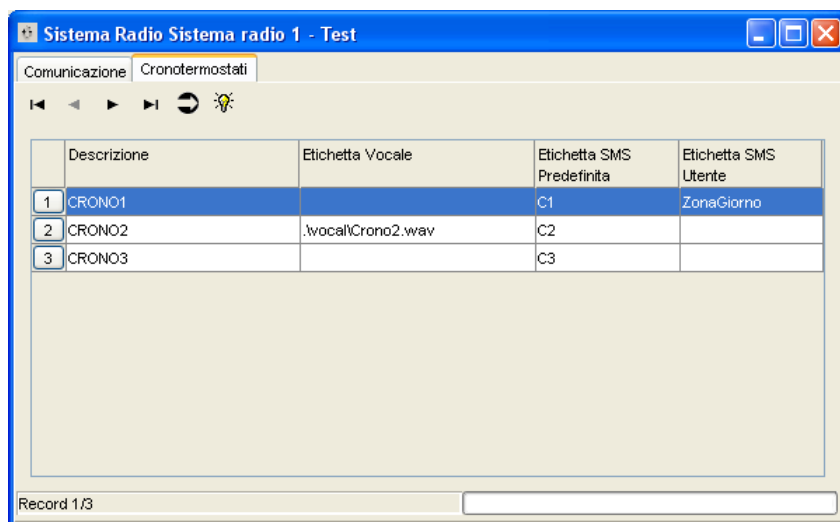 Sistema Radio Sistema radio 1 - Test
Comunicazione Cronotermostati
Descrizione Etichetta Vocale Etichetta SMS Predefinita Etichetta SMS Utente
1 CRONO1 C1 ZonaGiorno
2 CRONO2 .\vocal\Crono2.wav C2
3 CRONO3 C3
Record 1/3